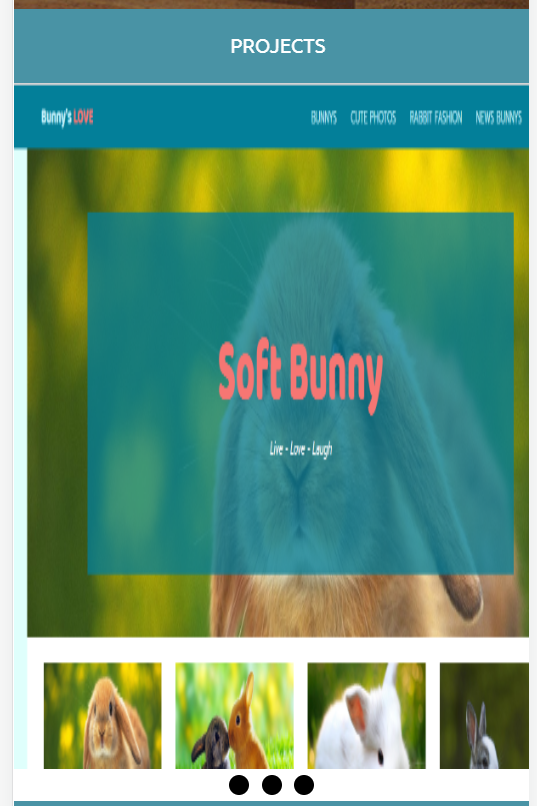 PROJECTS
Bunny's LOVE BUNNYS CUTE PHOTOS RABBIT FASHION NEWS BUNNYS
Soft Bunny
Live - Love - Laugh